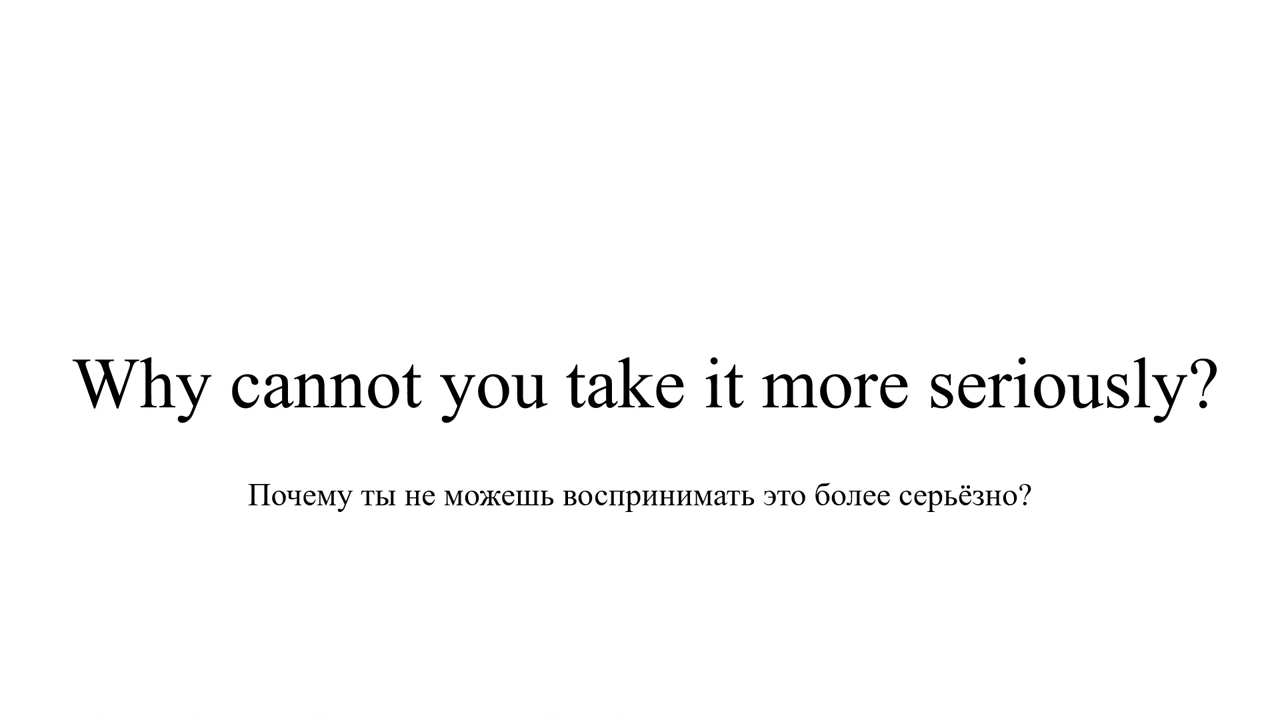 Why cannot you take it more seriously?
Почему ты не можешь воспринимать это более серьёзно?